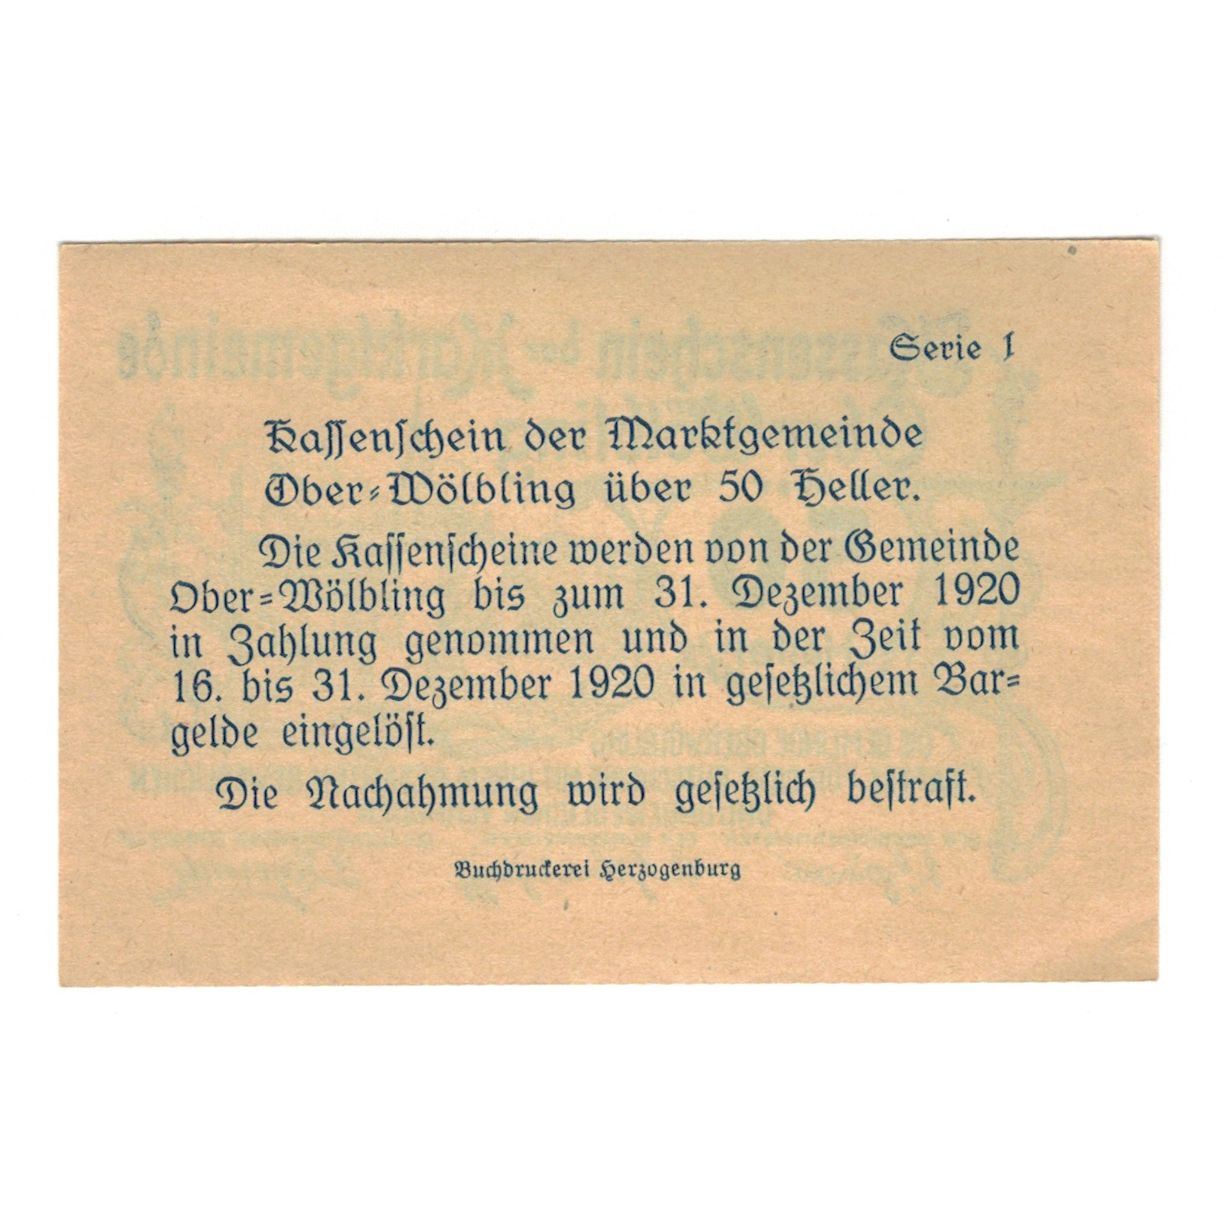 Serie 1
Kassenschein der Marktgemeinde
Ober-Wölbling über 50 Heller.
Die Kassenscheine werden von der Gemeinde
Ober-Wölbling bis zum 31. Dezember 1920
in Zahlung genommen und in der Zeit vom
16. bis 31. Dezember 1920 in gesetzlichem Bar-
gelde eingelöst.
Die Nachahmung wird gesetzlich bestraft.
Buchdruckerei Herzogenburg